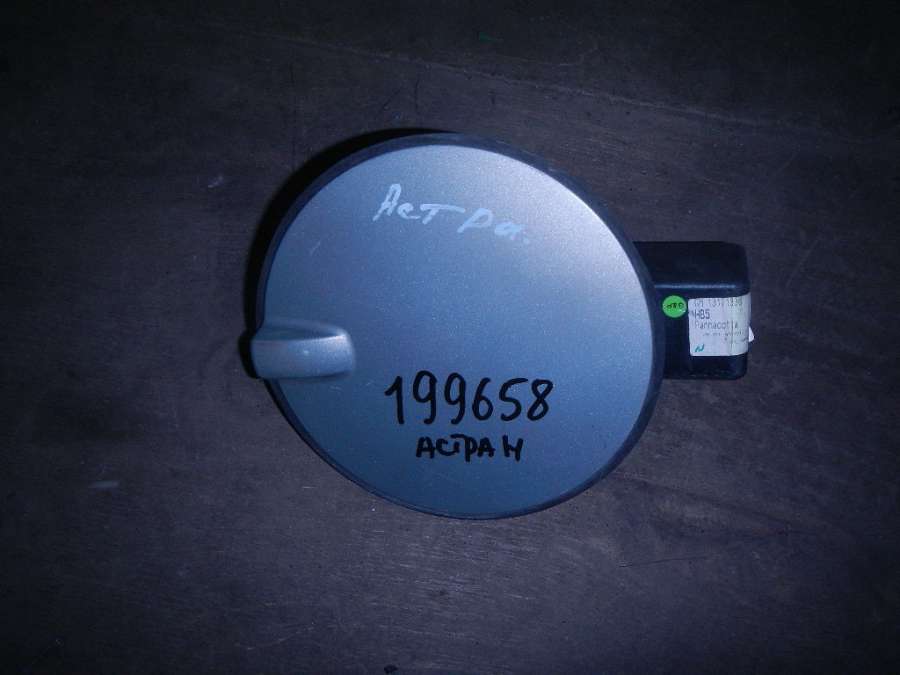 Астра.
199658
АСТРА H
HB5
Pannacotta
N